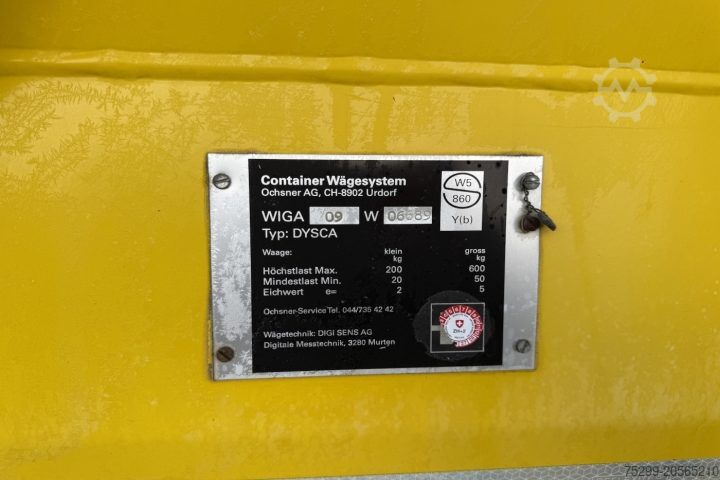 Container Wägesystem
Ochsner AG, CH-8902 Urdorf
WIGA 09 W 06689
Typ: DYSCA
W5
860
Y(b)
Waage: klein gross
kg kg
Höchstlast Max. 200 600
Mindestlast Min. 20 50
Eichwert e= 2 5
Ochsner-Service Tel. 044/735 42 42
Wägetechnik: DIGI SENS AG
Digitale Messtechnik, 3280 Murten
75299-20565210